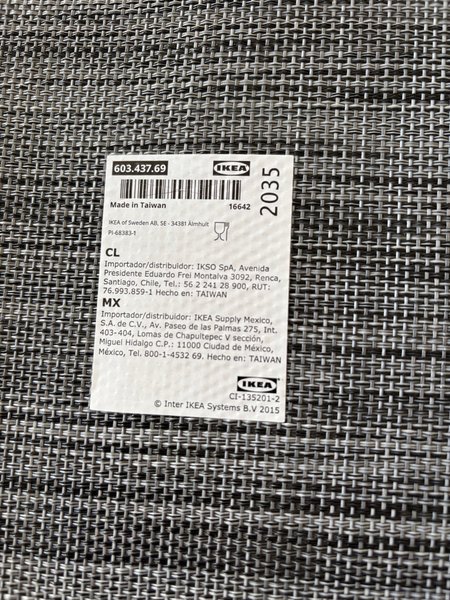 603.437.69 IKEA
Made in Taiwan 16642
2035
IKEA of Sweden AB, SE - 34381 Älmhult
PI-68383-1
CL
Importador/distribuidor: IKSO SpA, Avenida
Presidente Eduardo Frei Montalva 3092, Renca,
Santiago, Chile, Tel.: 56 2 241 28 900, RUT:
76.993.859-1 Hecho en: TAIWAN
MX
Importador/distribuidor: IKEA Supply Mexico,
S.A. de C.V., Av. Paseo de las Palmas 275, Int.
403-404, Lomas de Chapultepec V sección,
Miguel Hidalgo C.P.: 11000 Ciudad de México,
México, Tel. 800-1-4532 69. Hecho en: TAIWAN
IKEA
CI-135201-2
© Inter IKEA Systems B.V 2015